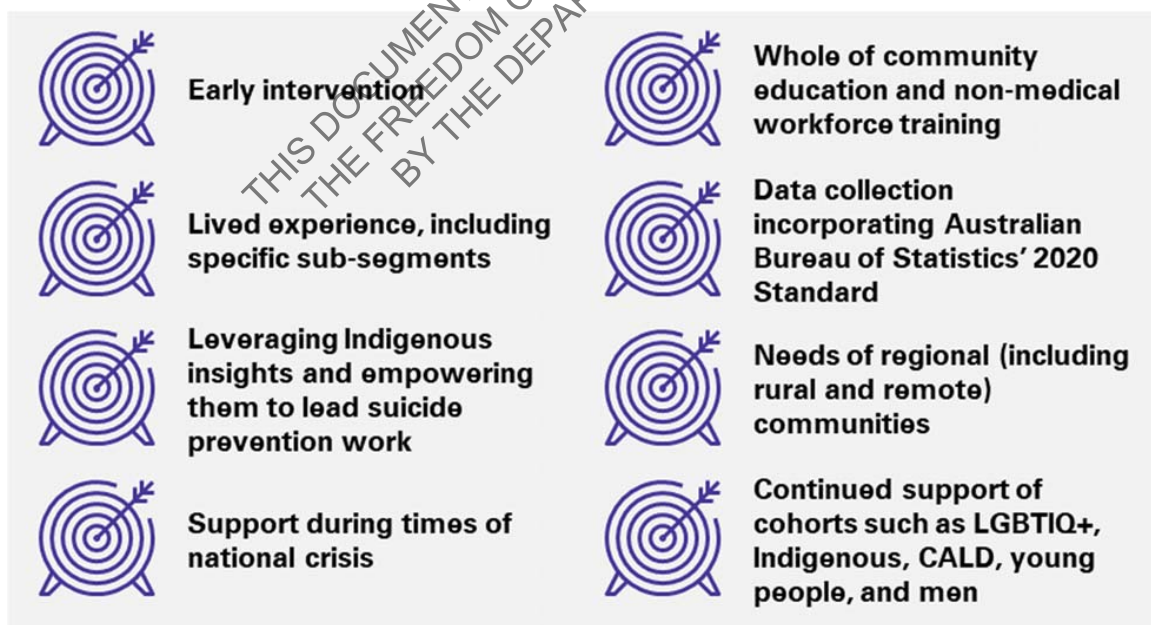 THIS DOCUMENT
THE FREEDOM O
BY THE DEPAR
Early intervention
Lived experience, including
specific sub-segments
Leveraging Indigenous
insights and empowering
them to lead suicide
prevention work
Support during times of
national crisis
Whole of community
education and non-medical
workforce training
Data collection
incorporating Australian
Bureau of Statistics’ 2020
Standard
Needs of regional (including
rural and remote)
communities
Continued support of
cohorts such as LGBTIQ+,
Indigenous, CALD, young
people, and men